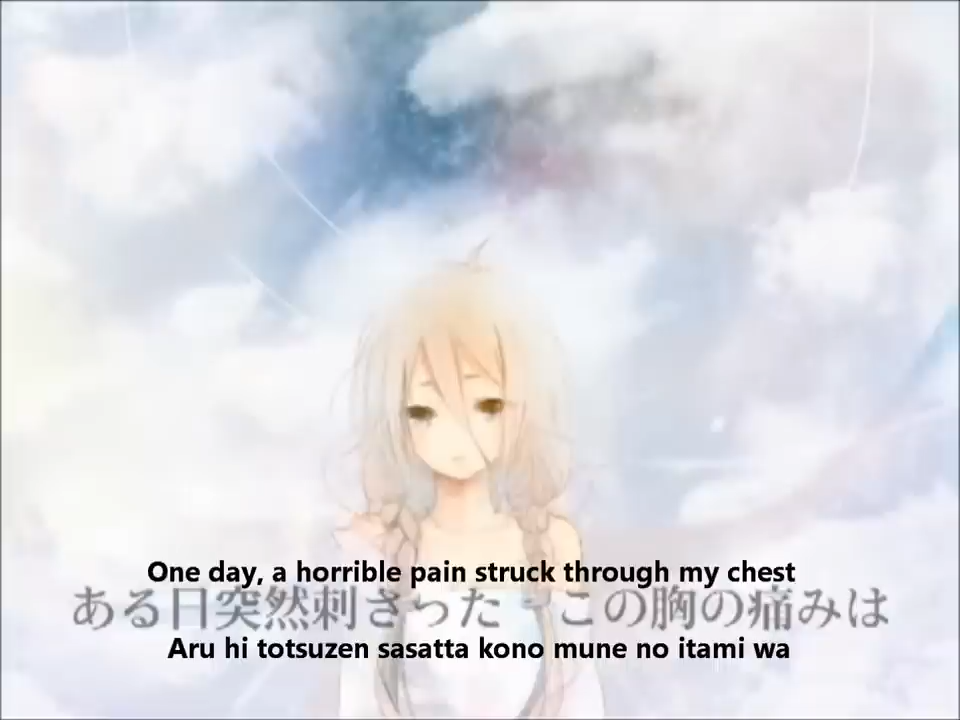 One day, a horrible pain struck through my chest
ある日突然刺さった この胸の痛みは
Aru hi totsuzen sasatta kono mune no itami wa